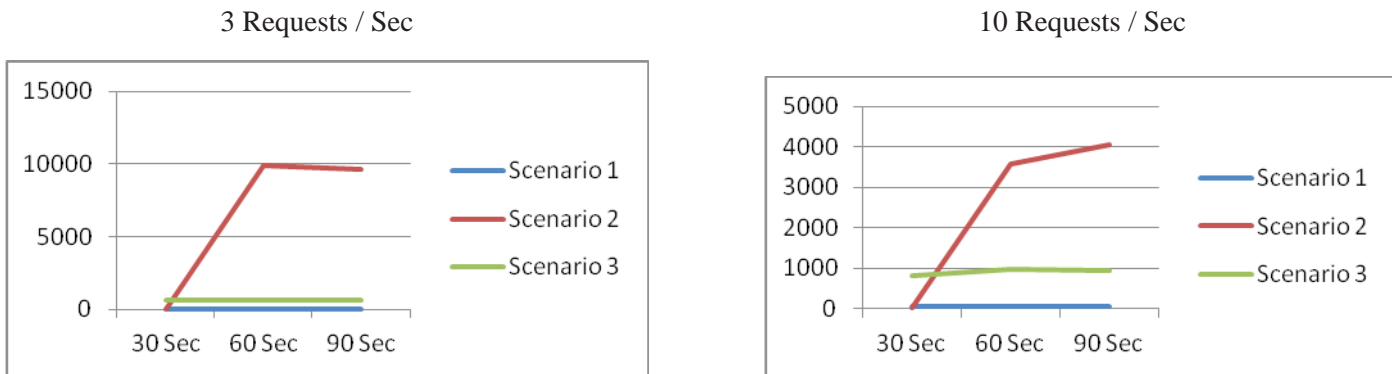 3 Requests / Sec
15000
10000
5000
0
30 Sec 60 Sec 90 Sec
Scenario 1
Scenario 2
Scenario 3
10 Requests / Sec
5000
4000
3000
2000
1000
0
30 Sec 60 Sec 90 Sec
Scenario 1
Scenario 2
Scenario 3